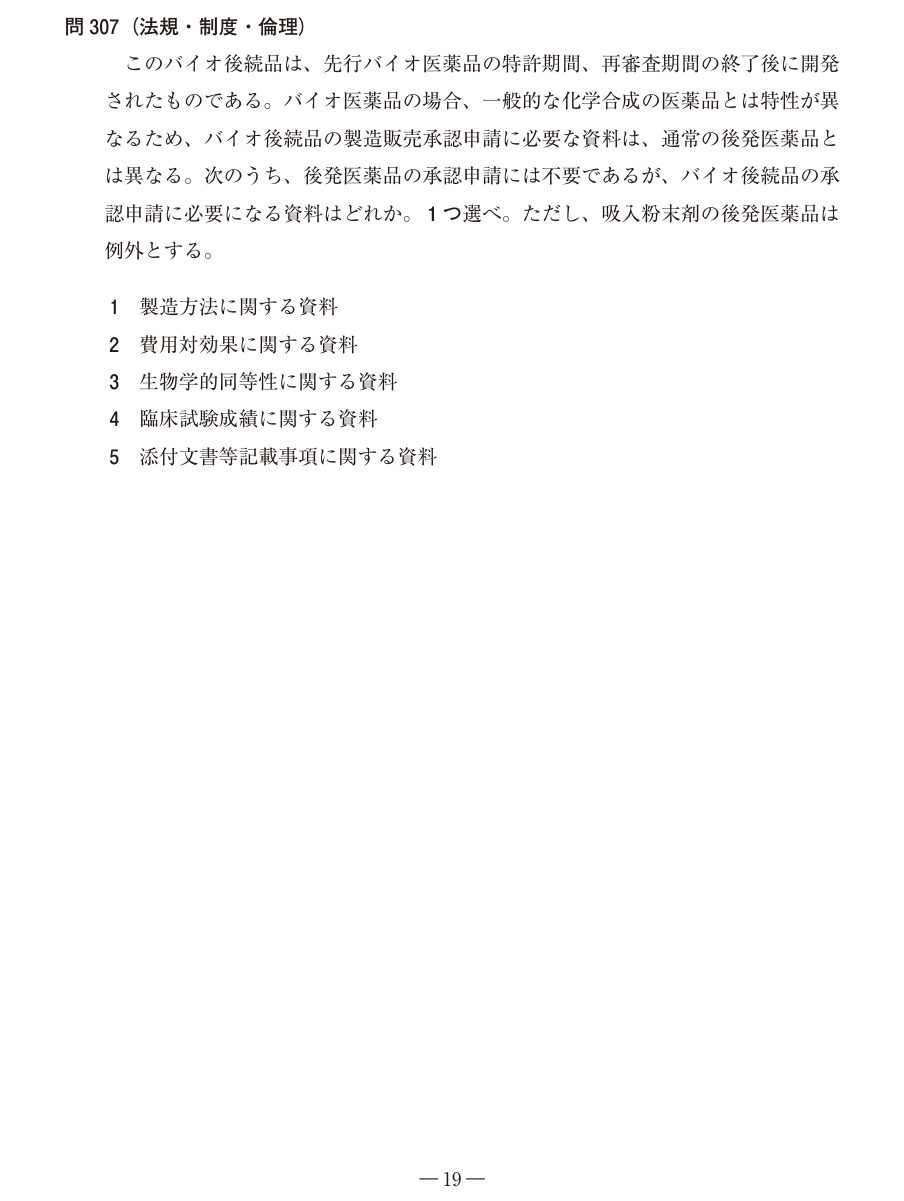 問 307（法規・制度・倫理）
このバイオ後続品は、先行バイオ医薬品の特許期間、再審査期間の終了後に開発
されたものである。バイオ医薬品の場合、一般的な化学合成の医薬品とは特性が異
なるため、バイオ後続品の製造販売承認申請に必要な資料は、通常の後発医薬品と
は異なる。次のうち、後発医薬品の承認申請には不要であるが、バイオ後続品の承
認申請に必要になる資料はどれか。1つ選べ。ただし、吸入粉末剤の後発医薬品は
例外とする。
1 製造方法に関する資料
2 費用対効果に関する資料
3 生物学的同等性に関する資料
4 臨床試験成績に関する資料
5 添付文書等記載事項に関する資料
— 19 —